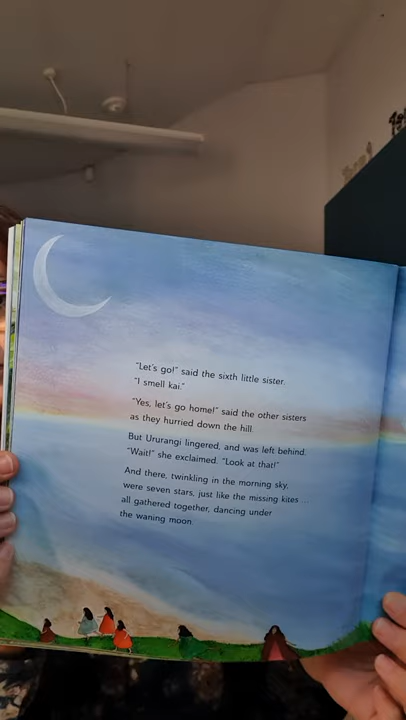 "Let's go!" said the sixth little sister.
"I smell kai."
"Yes, let's go home!" said the other sisters
as they hurried down the hill.
But Ururangi lingered, and was left behind.
"Wait!" she exclaimed. "Look at that!"
And there, twinkling in the morning sky,
were seven stars, just like the missing kites ...
all gathered together, dancing under
the waning moon.